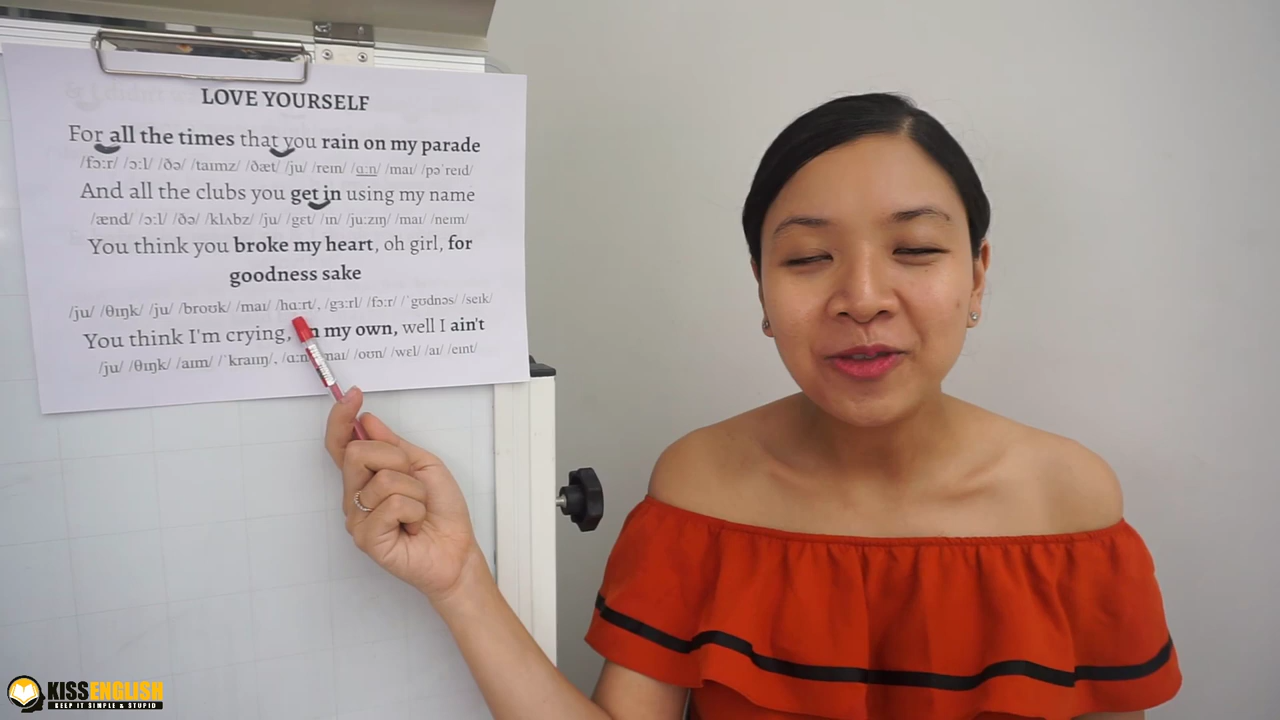 LOVE YOURSELF
For all the times that you rain on my parade
/fɔːr/ /ɔːl/ /ðə/ /taɪmz/ /ðæt/ /ju/ /reɪn/ /ɑːn/ /maɪ/ /pəˈreɪd/
And all the clubs you get in using my name
/ænd/ /ɔːl/ /ðə/ /klʌbz/ /ju/ /gɛt/ /ɪn/ /juːzɪŋ/ /maɪ/ /neɪm/
You think you broke my heart, oh girl, for
goodness sake
/ju/ /θɪŋk/ /ju/ /broʊk/ /maɪ/ /hɑːrt/, /gɜːrl/ /fɔːr/ /ˈgʊdnəs/ /seɪk/
You think I'm crying, my own, well I ain't
/ju/ /θɪŋk/ /aɪm/ /ˈkraɪɪŋ/, /ɑːn /oʊn/ /wɛl/ /aɪ/ /eɪnt/
KISS ENGLISH
KEEP IT SIMPLE & STUPID